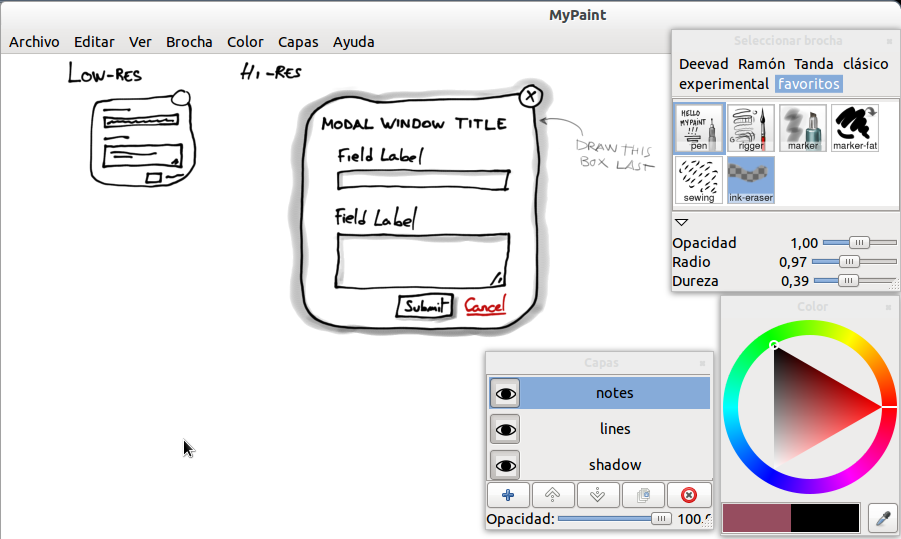 MyPaint
Archivo Editar Ver Brocha Color Capas Ayuda
LOW-RES
HI-RES
MODAL WINDOW TITLE
Field Label
Field Label
Submit Cancel
DRAW THIS
BOX LAST
Seleccionar brocha
Deevad Ramón Tanda clásico
experimental favoritos
HELLO
MYPAINT
pen rigger marker marker-fat
sewing ink-eraser
Opacidad 1,00
Radio 0,97
Dureza 0,39
Color
Capas
notes
lines
shadow
Opacidad: 100.